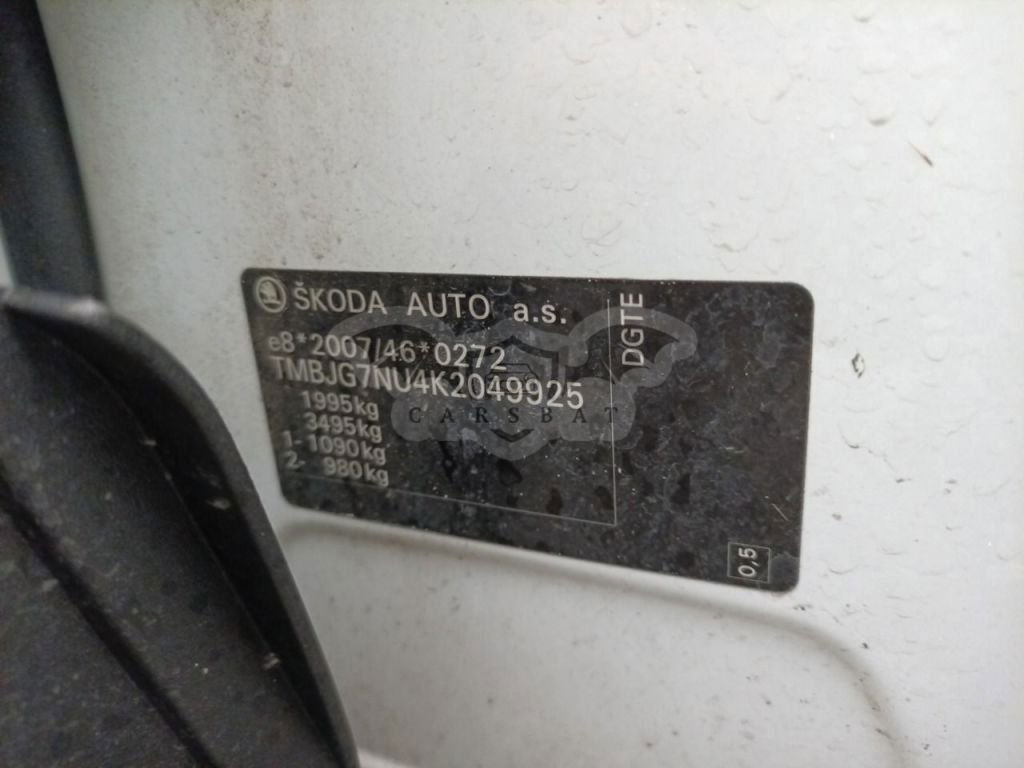 ŠKODA AUTO a.s.
e8*2007/46*0272
TMBJG7NU4K2049925
1995kg
3495kg
1- 1090kg
2- 980kg
DGTE
0,5
CARSBAT